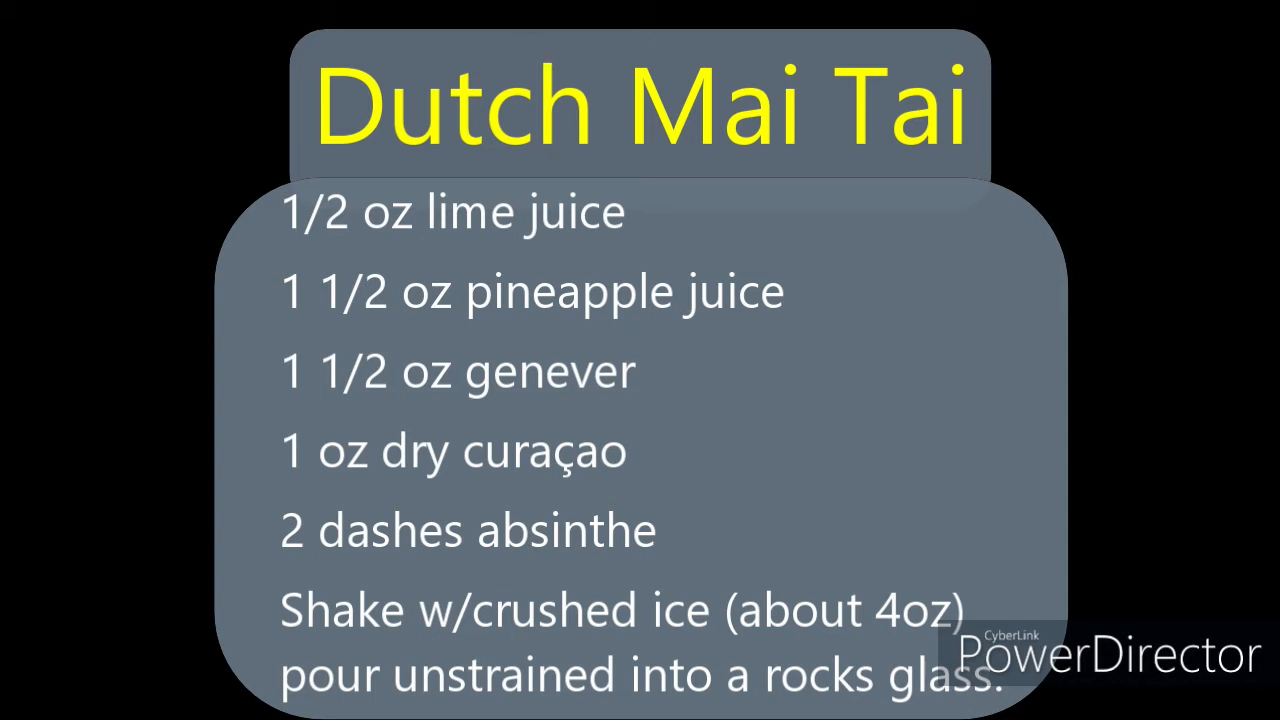 Dutch Mai Tai
1/2 oz lime juice
1 1/2 oz pineapple juice
1 1/2 oz genever
1 oz dry curaçao
2 dashes absinthe
Shake w/crushed ice (about 4oz)
pour unstrained into a rocks glass.
CyberLink
PowerDirector